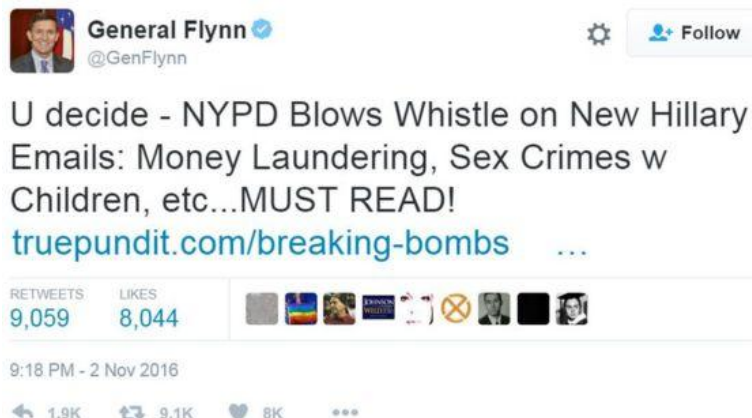 General Flynn
Follow
@GenFlynn
U decide - NYPD Blows Whistle on New Hillary
Emails: Money Laundering, Sex Crimes w
Children, etc...MUST READ!
truepundit.com/breaking-bombs ...
RETWEETS LIKES
9,059 8,044
JOHNSON
9:18 PM - 2 Nov 2016
1.9K 9.1K 8K